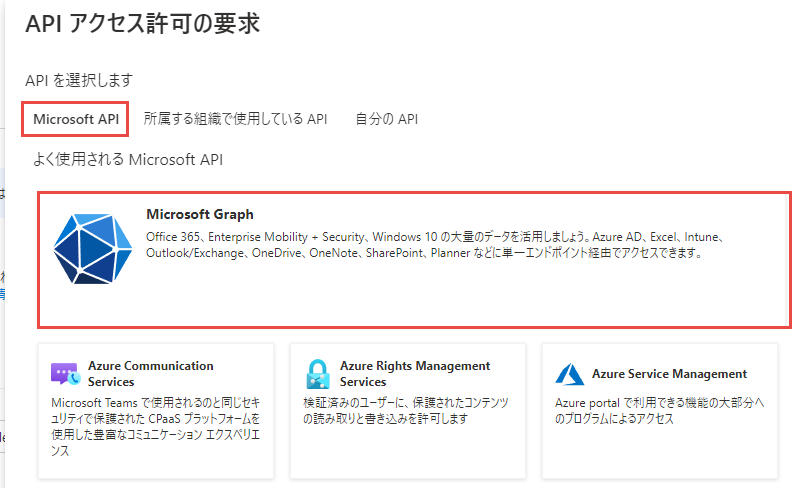 API アクセス許可の要求
API を選択します
Microsoft API 所属する組織で使用している API 自分の API
よく使用される Microsoft API
Microsoft Graph
Office 365、Enterprise Mobility + Security、Windows 10 の大量のデータを活用しましょう。Azure AD、Excel、Intune、
Outlook/Exchange、OneDrive、OneNote、SharePoint、Planner などに単一エンドポイント経由でアクセスできます。
Azure Communication
Services
Microsoft Teams で使用されるのと同じセキ
ュリティで保護された CPaaS プラットフォームを
使用した豊富なコミュニケーション エクスペリエ
ンス
Azure Rights Management
Services
検証済みのユーザーに、保護されたコンテンツ
の読み取りと書き込みを許可します
Azure Service Management
Azure portal で利用できる機能の大部分へ
のプログラムによるアクセス